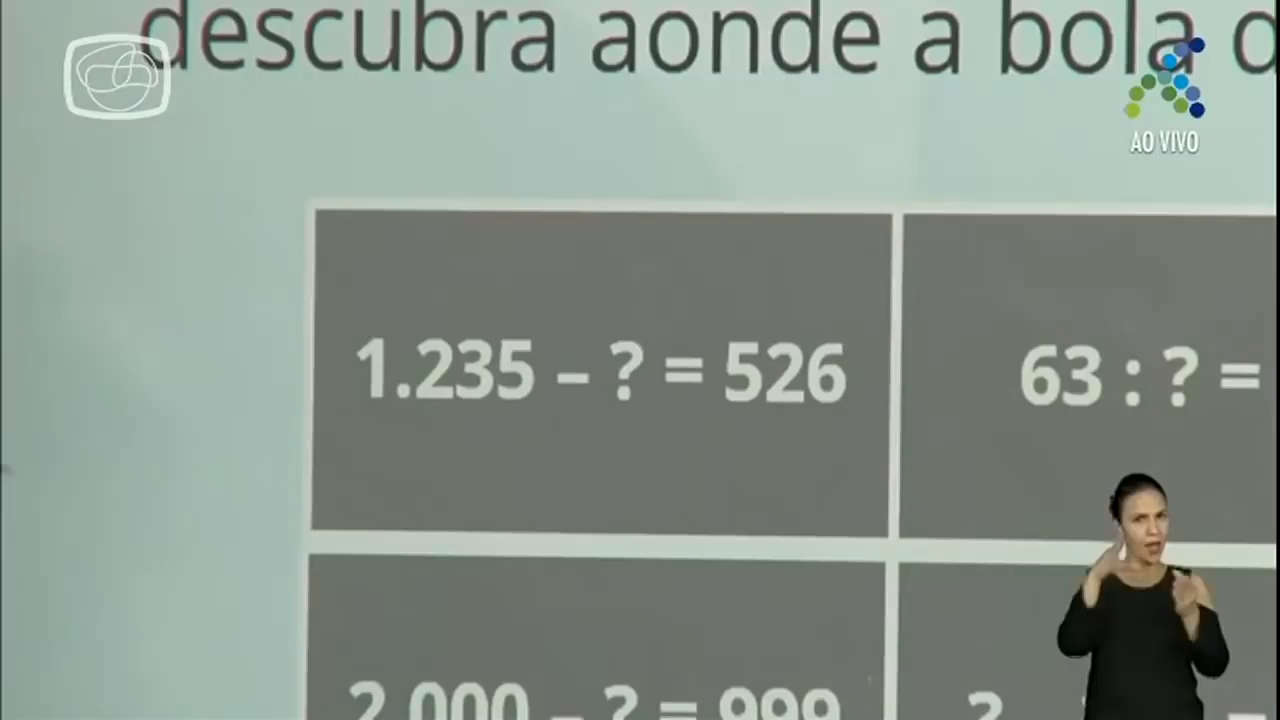 descubra aonde a bola
AO VIVO
1.235 – ? = 526
63 : ? =
2.000 – ? = 999
? =